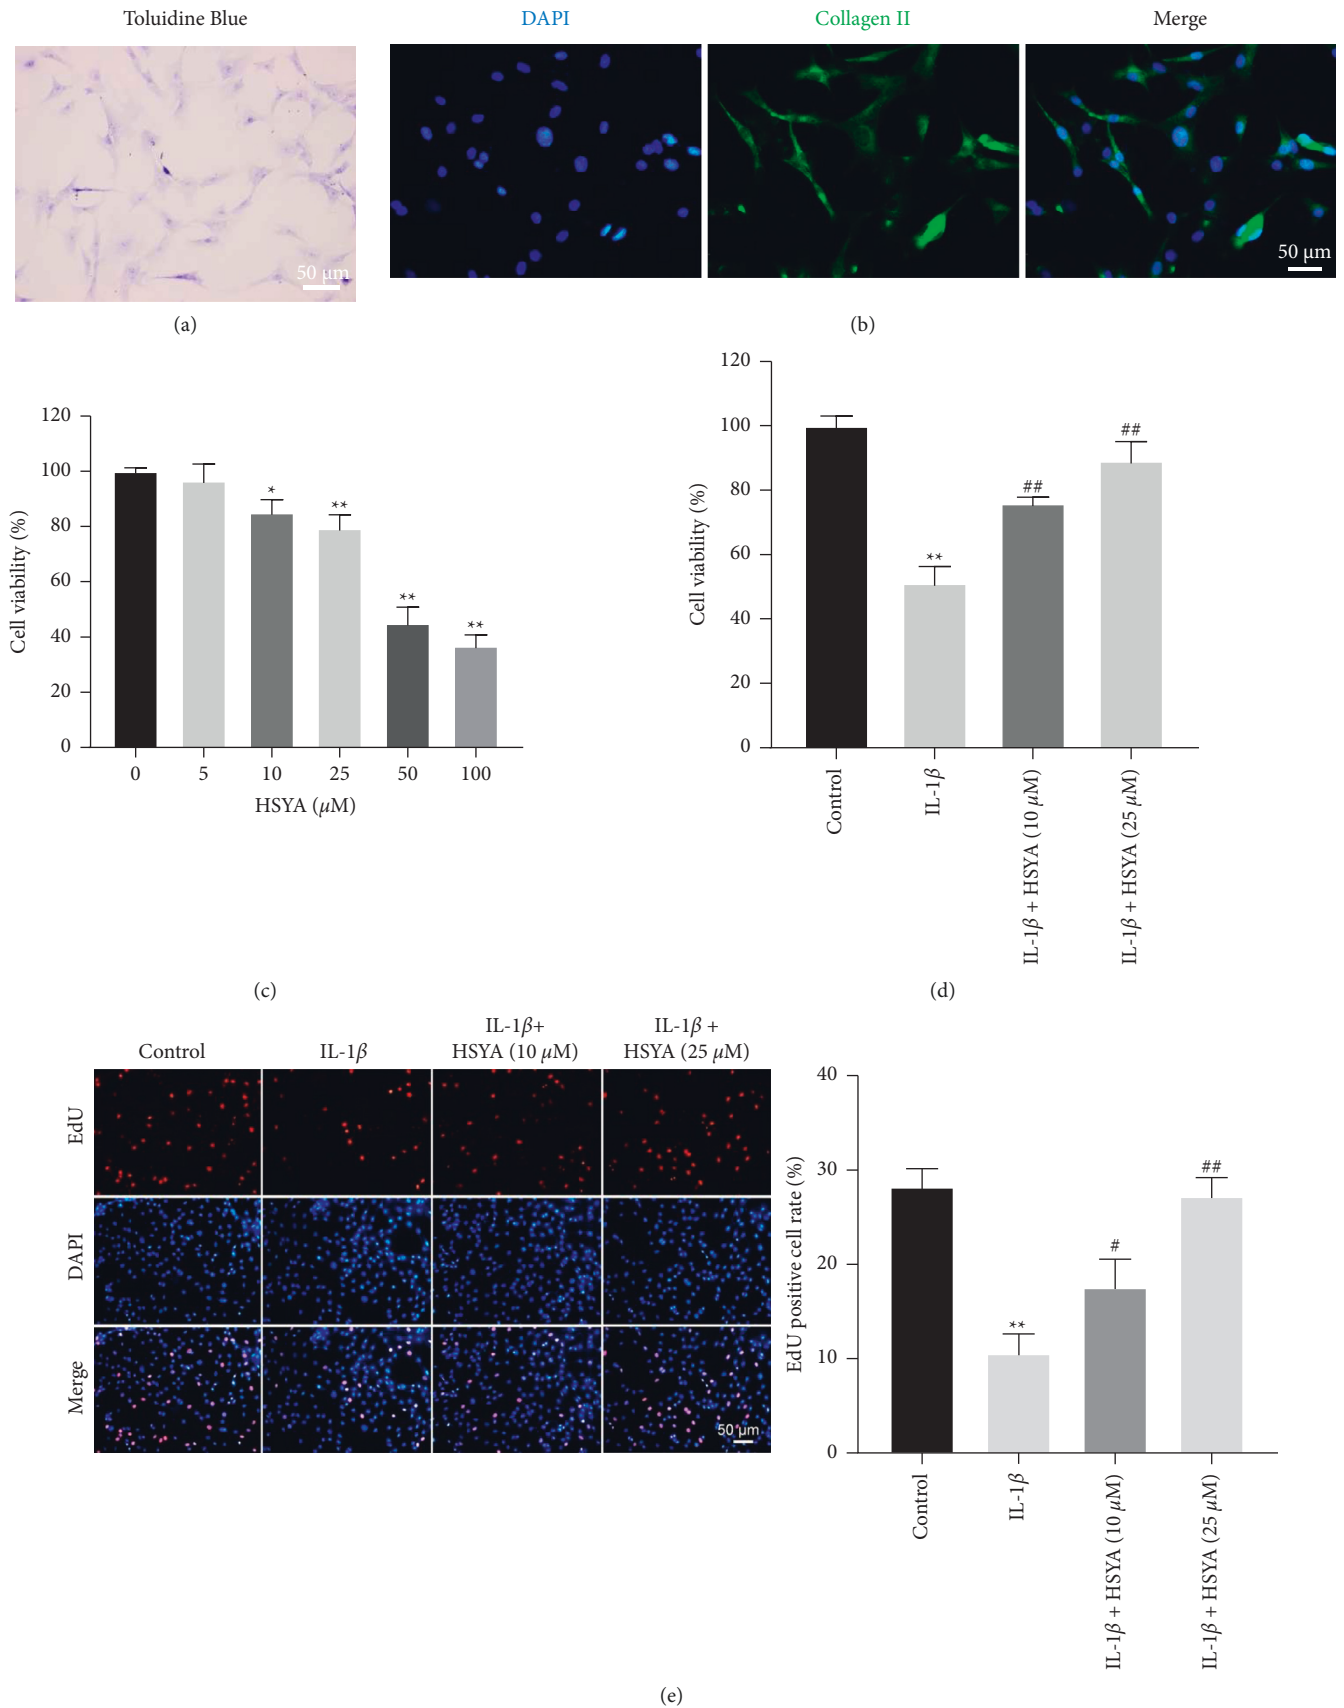 Toluidine Blue
DAPI
Collagen II
Merge
50 μm
50 μm
(a)
(b)
Cell viability (%)
120
100
80
60
40
20
0
*
**
**
**
0 5 10 25 50 100
HSYA (μM)
(c)
Cell viability (%)
120
100
80
60
40
20
0
**
##
##
Control
IL-1β
IL-1β + HSYA (10 μM)
IL-1β + HSYA (25 μM)
(d)
Control
IL-1β
IL-1β+
HSYA (10 μM)
IL-1β +
HSYA (25 μM)
EdU
DAPI
Merge
50 μm
EdU positive cell rate (%)
40
30
20
10
0
**
#
##
Control
IL-1β
IL-1β + HSYA (10 μM)
IL-1β + HSYA (25 μM)
(e)